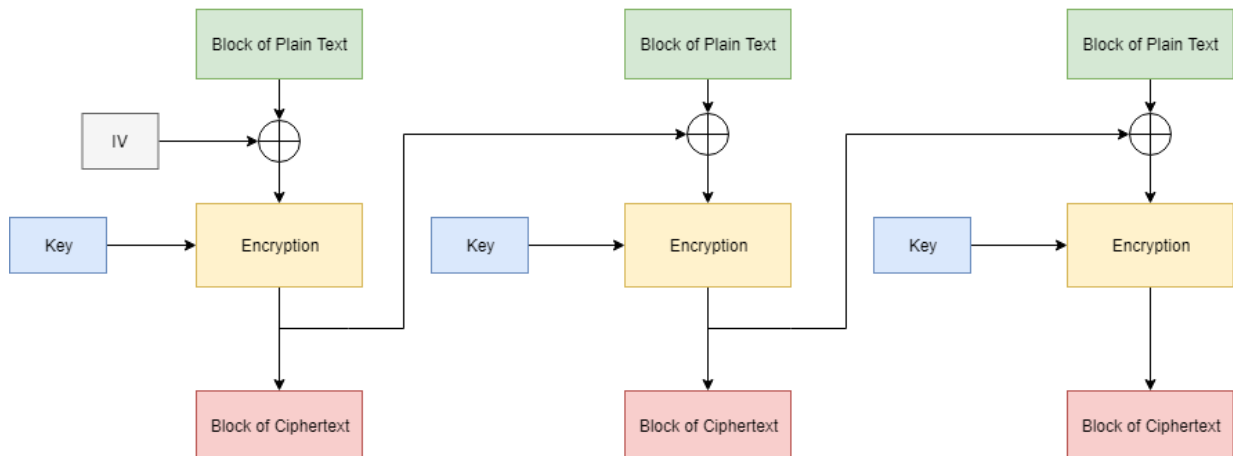 Block of Plain Text
Block of Plain Text
Block of Plain Text
IV
Key
Encryption
Key
Encryption
Key
Encryption
Block of Ciphertext
Block of Ciphertext
Block of Ciphertext